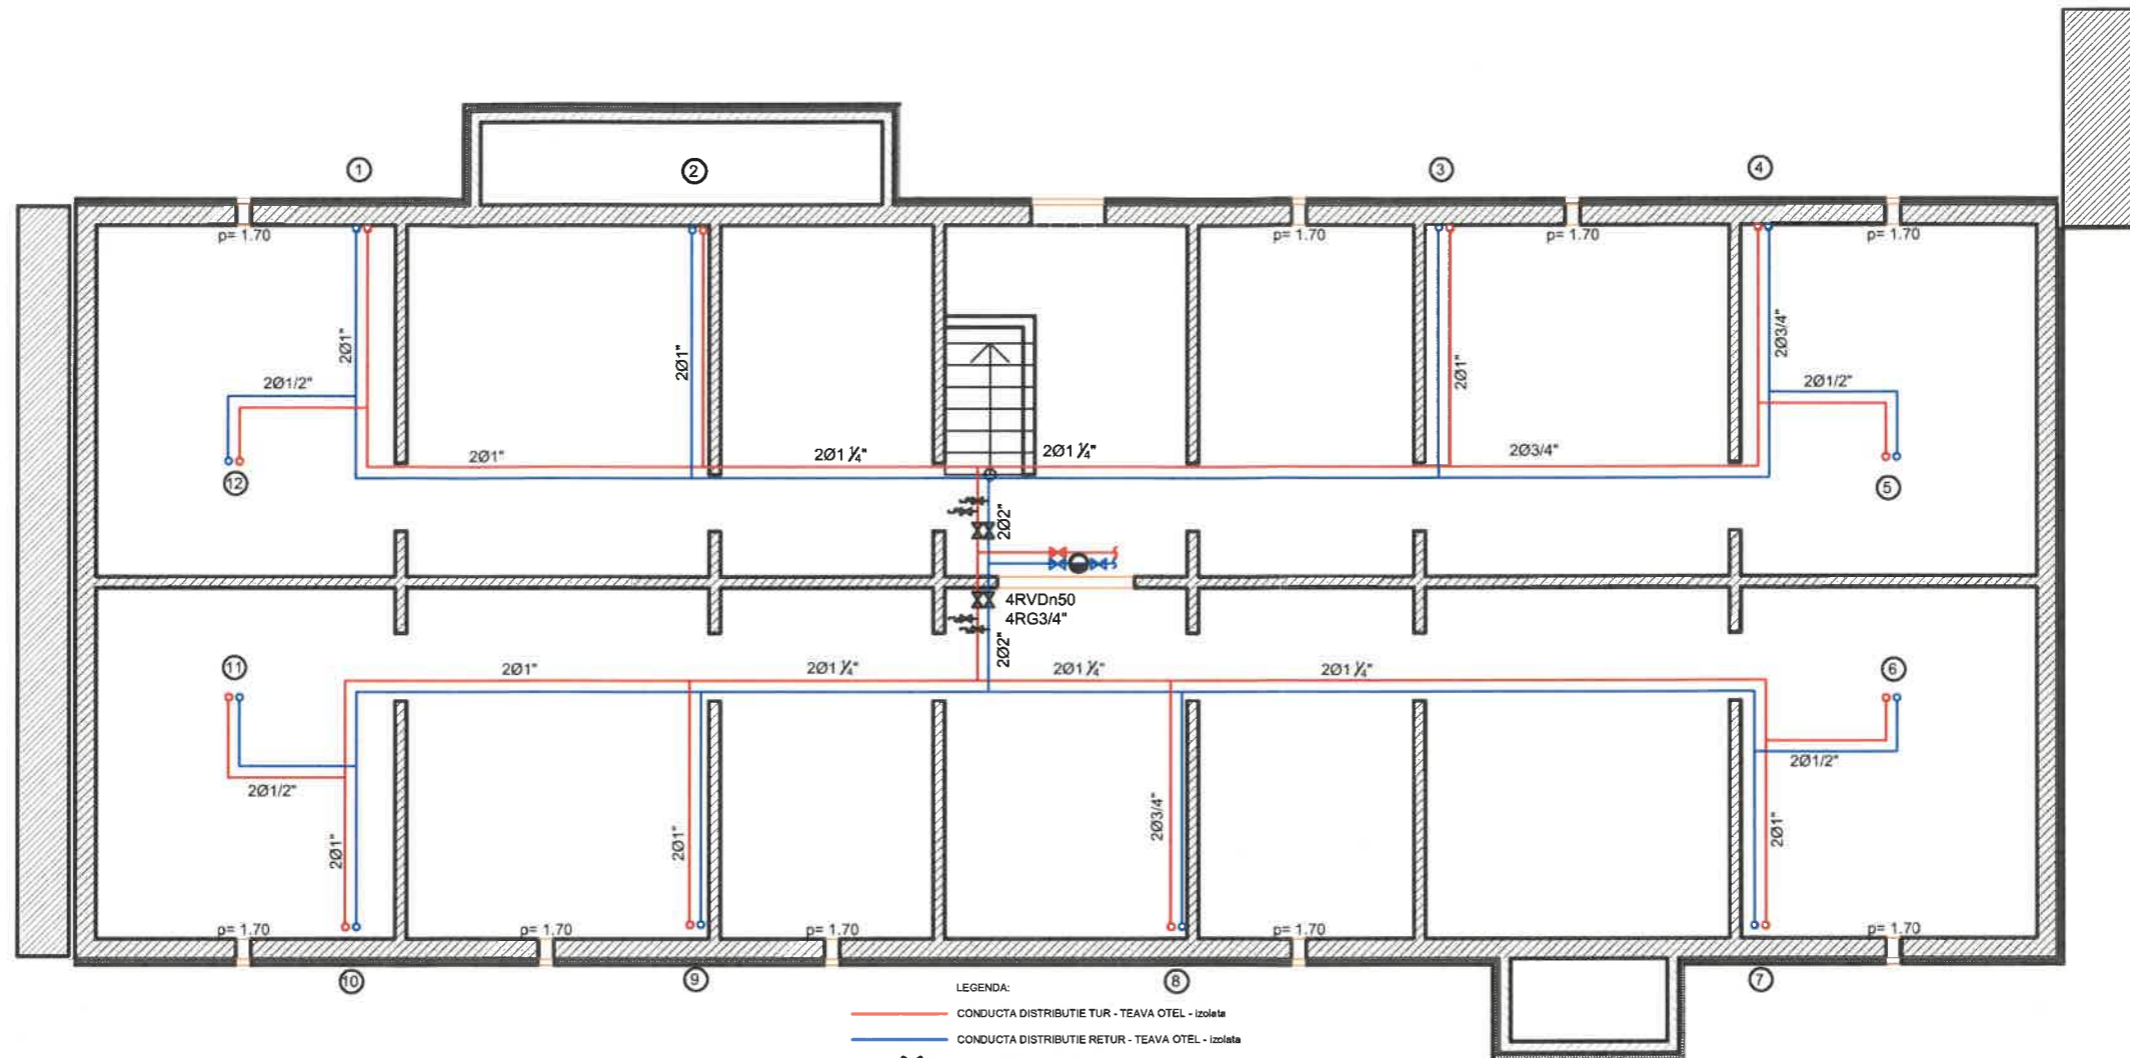 1
2
3
4
p= 1.70
p= 1.70
p= 1.70
p= 1.70
2Ø1"
2Ø1"
2Ø1"
2Ø3/4"
2Ø1/2"
2Ø1/2"
2Ø1"
2Ø1 ¼"
2Ø1 ¼"
2Ø3/4"
12
5
2Ø2"
4RVDn50
4RG3/4"
2Ø2"
11
6
2Ø1"
2Ø1 ¼"
2Ø1 ¼"
2Ø1 ¼"
2Ø1/2"
2Ø1/2"
2Ø1"
2Ø1"
2Ø3/4"
2Ø1"
p= 1.70
p= 1.70
p= 1.70
p= 1.70
p= 1.70
10
9
8
7
LEGENDA:
CONDUCTA DISTRIBUTIE TUR - TEAVA OTEL - izolata
CONDUCTA DISTRIBUTIE RETUR - TEAVA OTEL - izolata